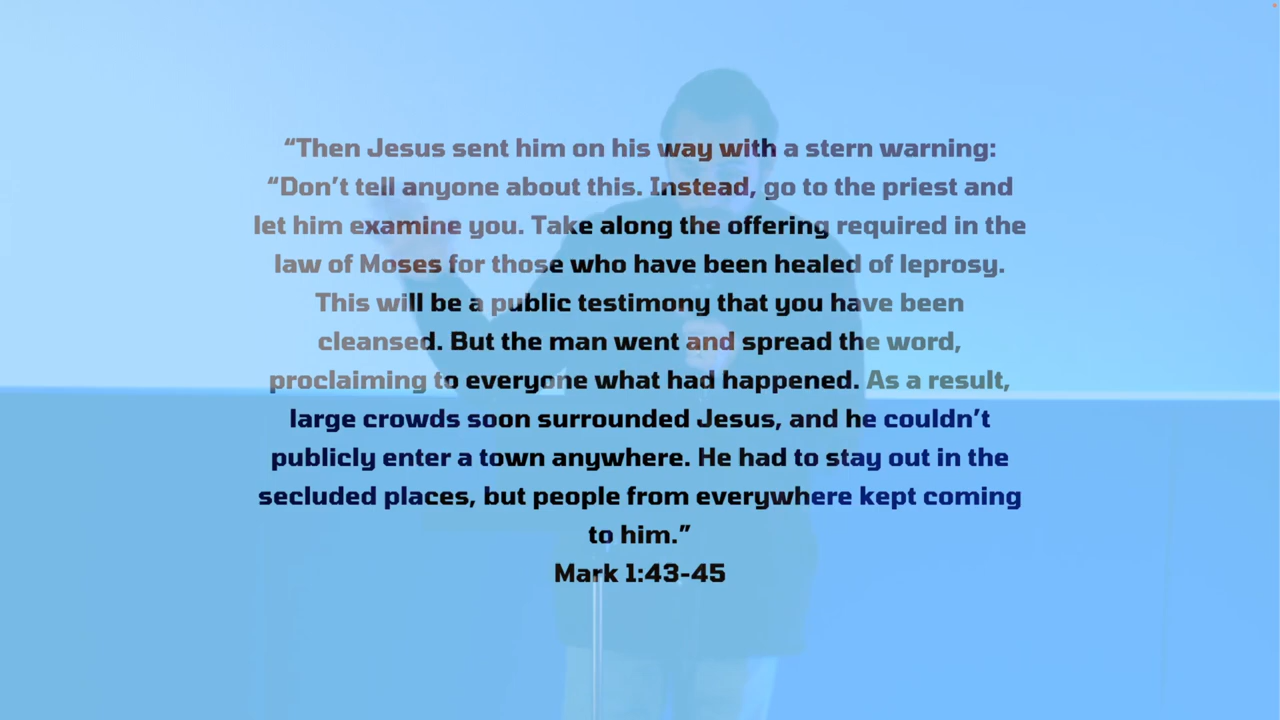 “Then Jesus sent him on his way with a stern warning:
“Don’t tell anyone about this. Instead, go to the priest and
let him examine you. Take along the offering required in the
law of Moses for those who have been healed of leprosy.
This will be a public testimony that you have been
cleansed. But the man went and spread the word,
proclaiming to everyone what had happened. As a result,
large crowds soon surrounded Jesus, and he couldn’t
publicly enter a town anywhere. He had to stay out in the
secluded places, but people from everywhere kept coming
to him.”
Mark 1:43-45